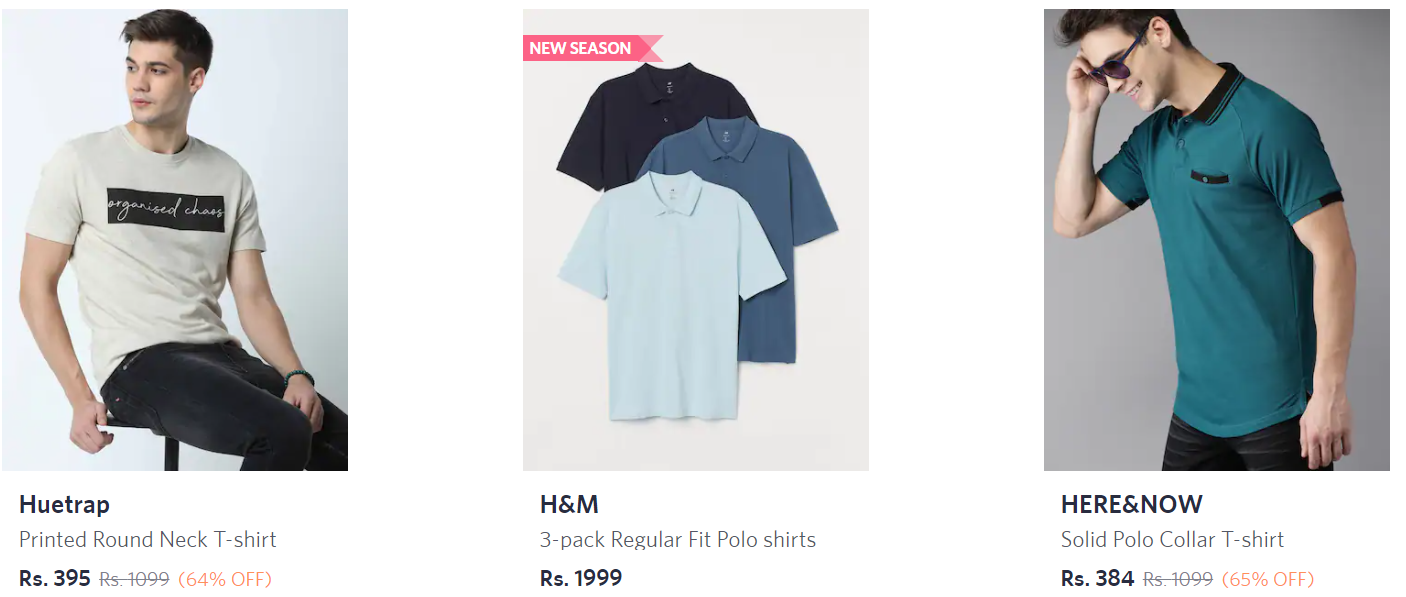 organised chaos
Huetrap
Printed Round Neck T-shirt
Rs. 395 Rs. 1099 (64% OFF)
NEW SEASON
H&M
3-pack Regular Fit Polo shirts
Rs. 1999
HERE&NOW
Solid Polo Collar T-shirt
Rs. 384 Rs. 1099 (65% OFF)